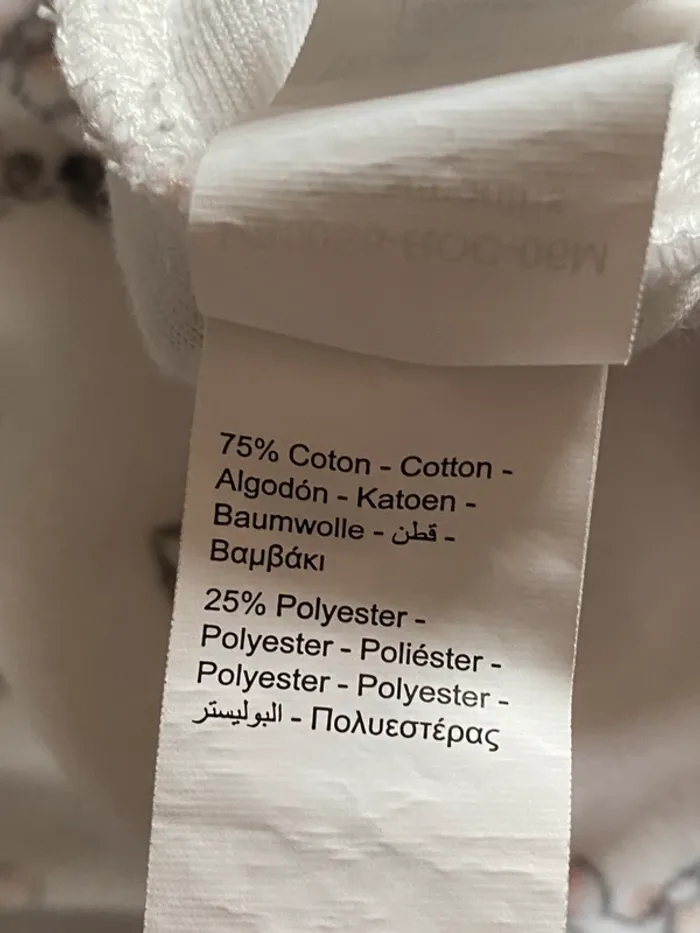 75% Coton - Cotton -
Algodón - Katoen -
Baumwolle - قطن -
Βαμβάκι
25% Polyester -
Polyester - Poliéster -
Polyester - Polyester -
البوليستر - Πολυεστέρας